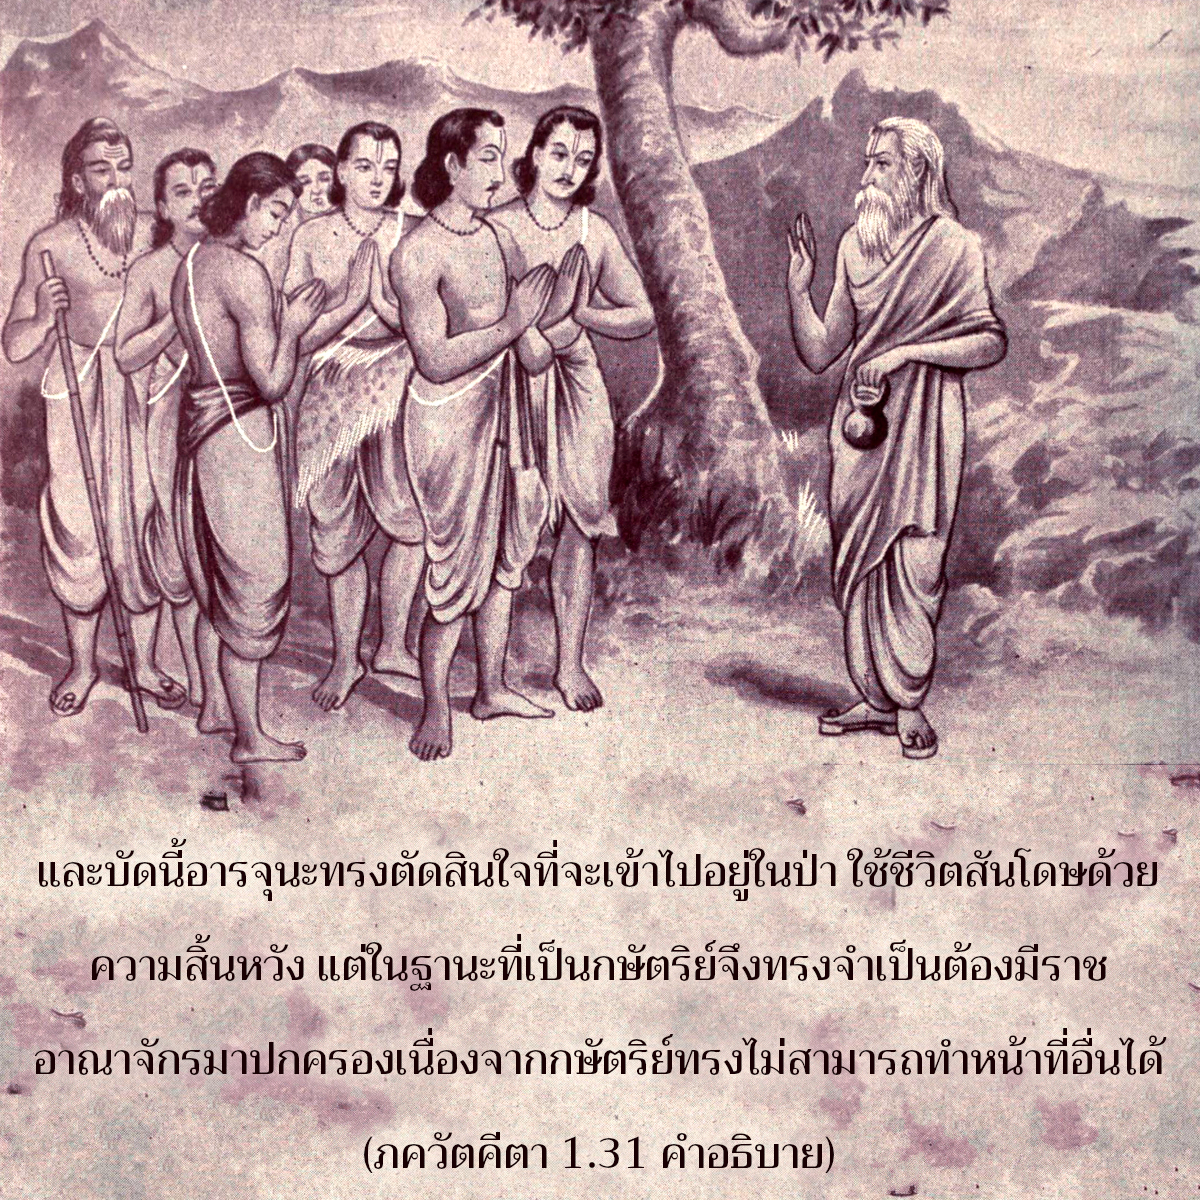 และบัดนี้อารจุนะทรงตัดสินใจที่จะเข้าไปอยู่ในป่า ใช้ชีวิตสันโดษด้วย
ความสิ้นหวัง แต่ในฐานะที่เป็นกษัตริย์จึงทรงจำเป็นต้องมีราช
อาณาจักรมาปกครองเนื่องจากกษัตริย์ทรงไม่สามารถทำหน้าที่อื่นได้
(ภควัตคีตา 1.31 คำอธิบาย)